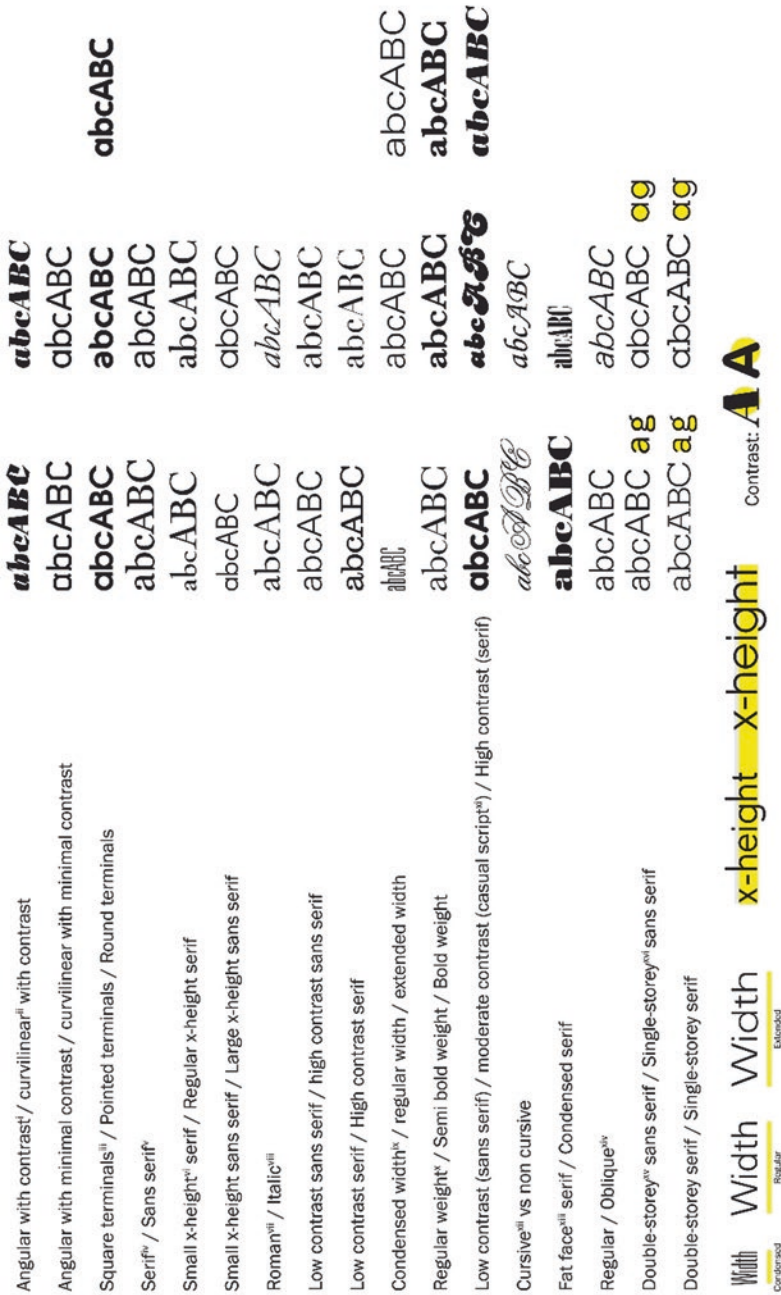 Angular with contrastⁱ / curvilinearⁱⁱ with contrast abcABC abcABC
Angular with minimal contrast / curvilinear with minimal contrast abcABC abcABC
Square terminalsⁱⁱⁱ / Pointed terminals / Round terminals abcABC abcABC abcABC
Serifⁱᵛ / Sans serifᵛ abcABC abcABC
Small x-heightᵛⁱ serif / Regular x-height serif abcABC abcABC
Small x-height sans serif / Large x-height sans serif abcABC abcABC
Romanᵛⁱⁱ / Italicᵛⁱⁱⁱ abcABC abcABC
Low contrast sans serif / high contrast sans serif abcABC abcABC
Low contrast serif / High contrast serif abcABC abcABC
Condensed widthⁱˣ / regular width / extended width abcABC abcABC abcABC
Regular weightˣ / Semi bold weight / Bold weight abcABC abcABC abcABC
Low contrast (sans serif) / moderate contrast (casual scriptˣⁱ) / High contrast (serif) abcABC abcABC abcABC
Cursiveˣⁱⁱ vs non cursive abcABC abcABC
Fat faceˣⁱⁱⁱ serif / Condensed serif abcABC abcABC
Regular / Obliqueˣⁱᵛ abcABC abcABC
Double-storeyˣᵛ sans serif / Single-storeyˣᵛⁱ sans serif abcABC ag abcABC ag
Double-storey serif / Single-storey serif abcABC ag abcABC ag
Width Width Width x-height x-height Contrast: A A
Condensed Regular Extended